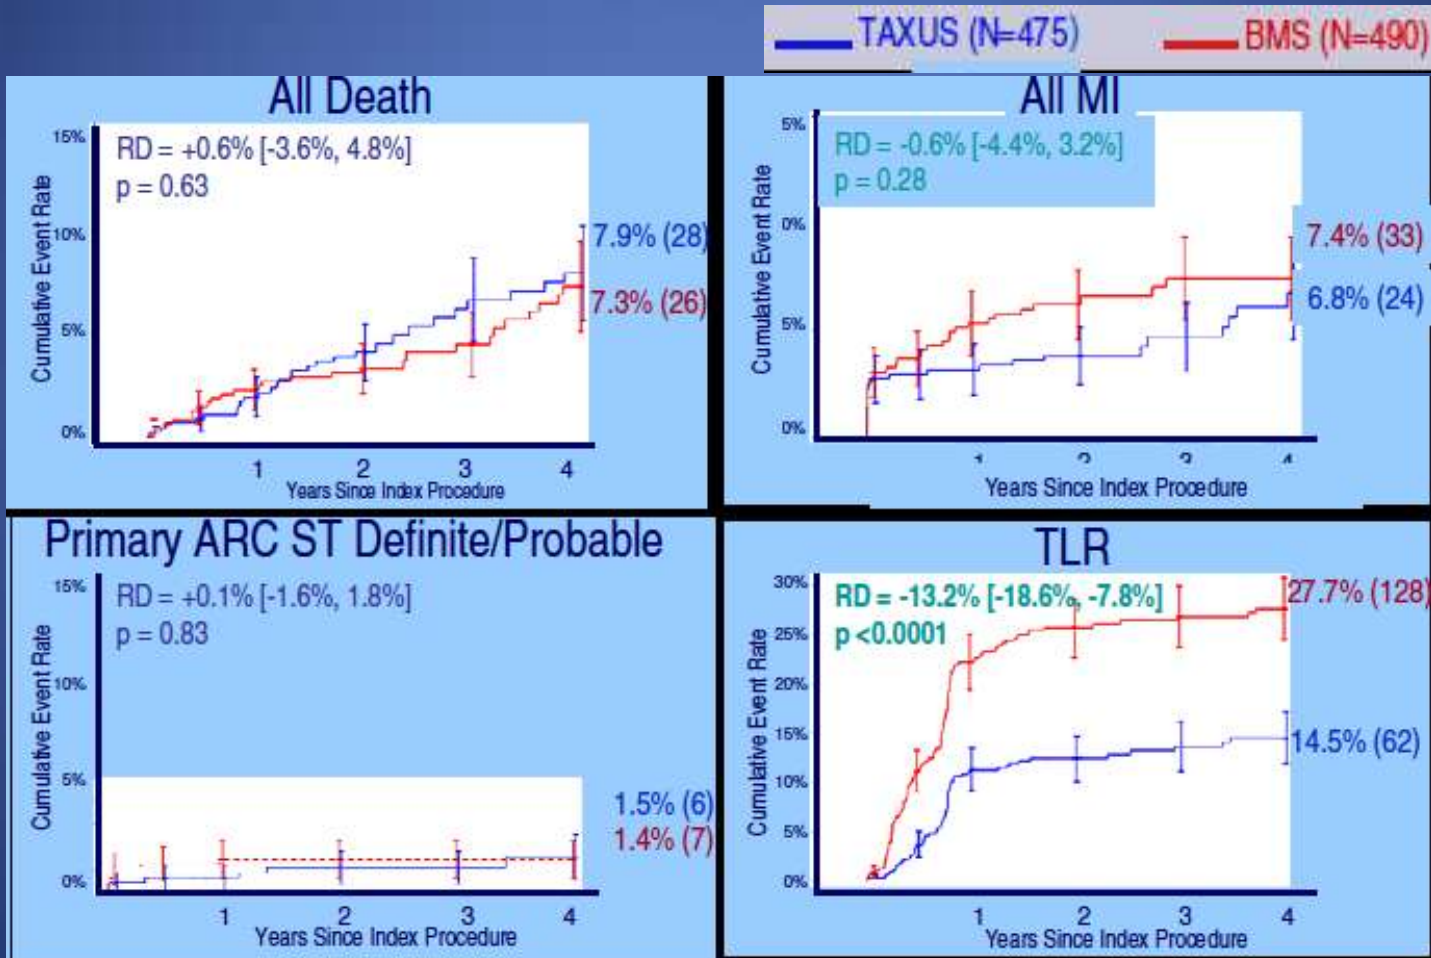 TAXUS (N=475)
BMS (N=490)
All Death
15%
10%
5%
0%
Cumulative Event Rate
RD = +0.6% [-3.6%, 4.8%]
p = 0.63
7.9% (28)
7.3% (26)
1 2 3 4
Years Since Index Procedure
All MI
5%
0%
5%
0%
Cumulative Event Rate
RD = -0.6% [-4.4%, 3.2%]
p = 0.28
7.4% (33)
6.8% (24)
Years Since Index Procedure
Primary ARC ST Definite/Probable
15%
10%
5%
0%
Cumulative Event Rate
RD = +0.1% [-1.6%, 1.8%]
p = 0.83
1.5% (6)
1.4% (7)
1 2 3 4
Years Since Index Procedure
TLR
30%
25%
20%
15%
10%
5%
0%
Cumulative Event Rate
RD = -13.2% [-18.6%, -7.8%]
p <0.0001
27.7% (128)
14.5% (62)
1 2 3 4
Years Since Index Procedure